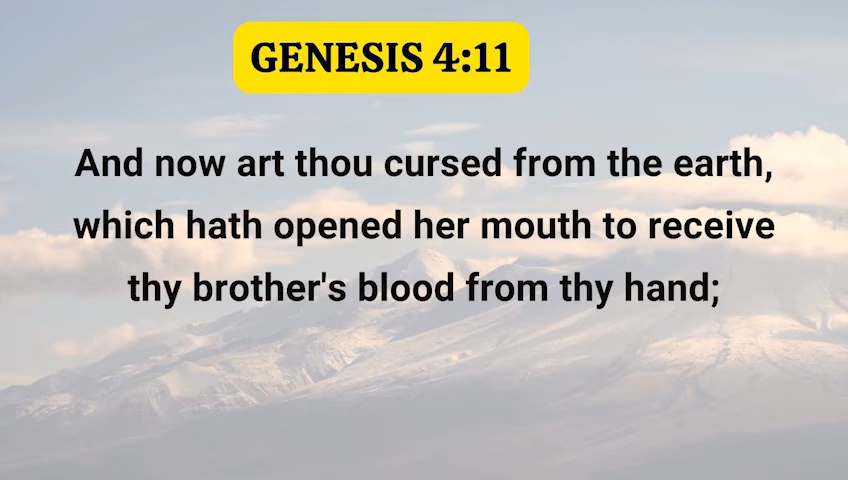 GENESIS 4:11
And now art thou cursed from the earth,
which hath opened her mouth to receive
thy brother's blood from thy hand;